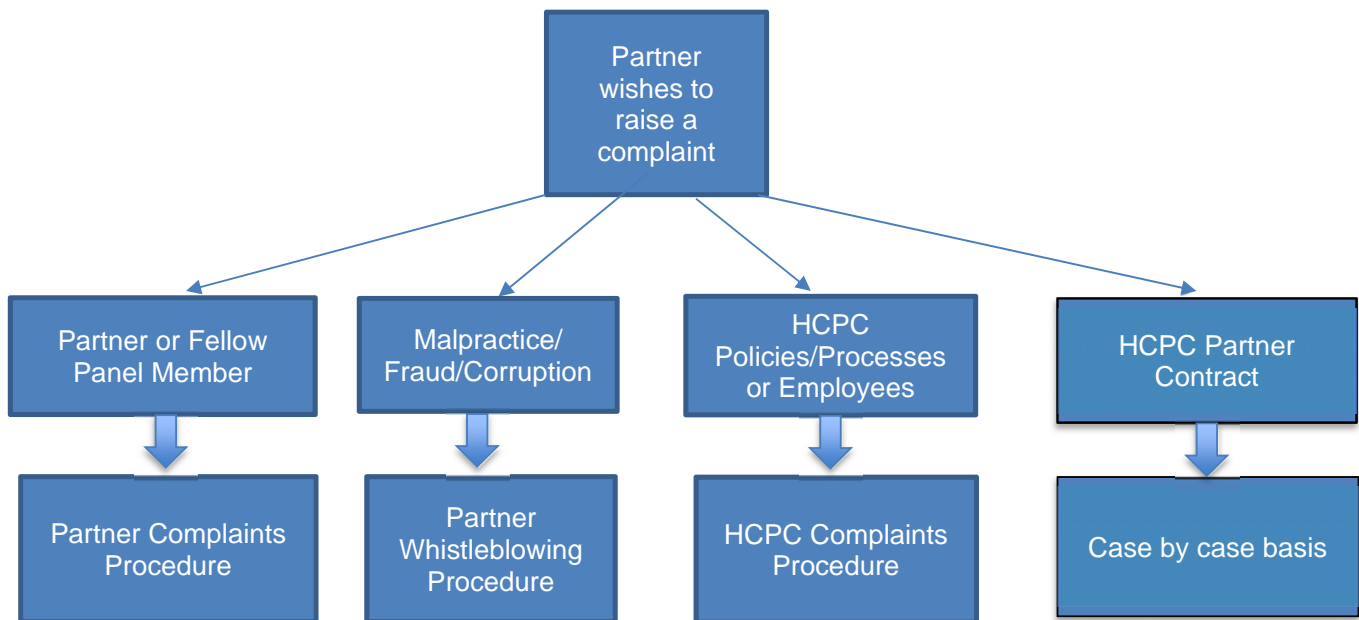 Partner
wishes to
raise a
complaint
Partner or Fellow
Panel Member
Malpractice/
Fraud/Corruption
HCPC
Policies/Processes
or Employees
HCPC Partner
Contract
Partner Complaints
Procedure
Partner
Whistleblowing
Procedure
HCPC Complaints
Procedure
Case by case basis